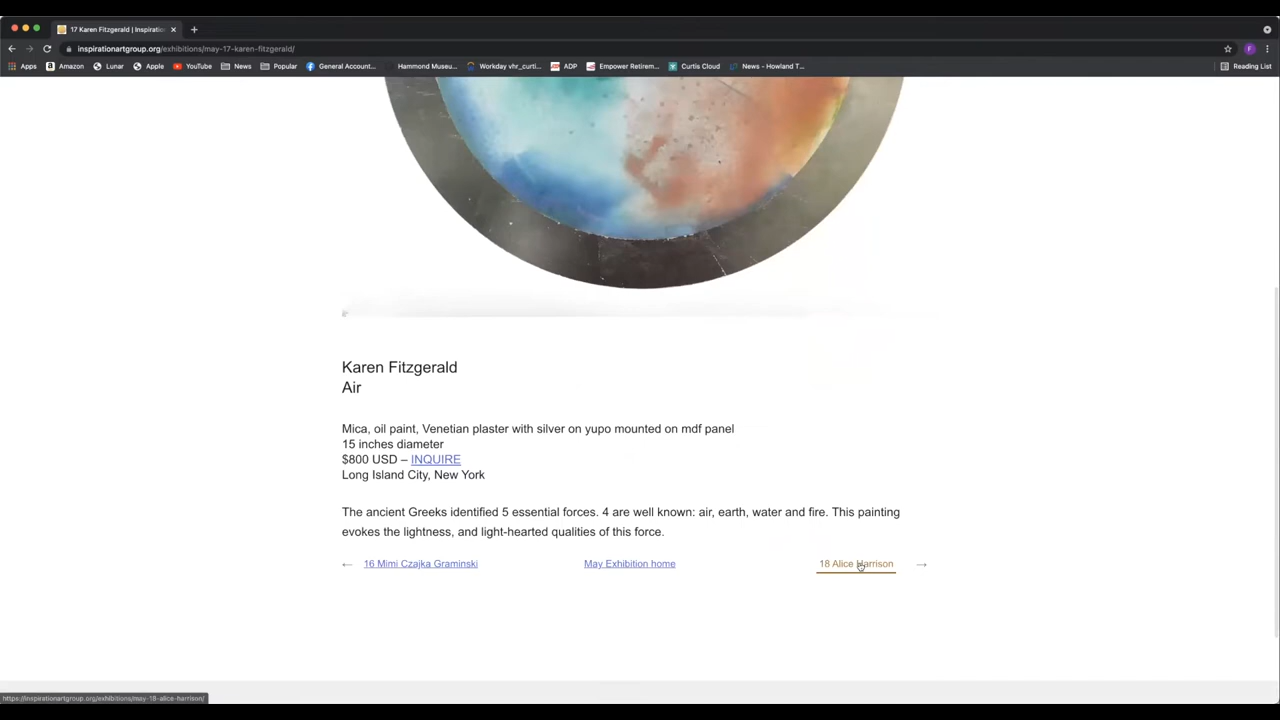 17 Karen Fitzgerald | Inspiratio
inspirationartgroup.org/exhibitions/may-17-karen-fitzgerald/
Apps Amazon Lunar Apple YouTube News Popular General Account... Hammond Museu... Workday vhr_curti... ADP Empower Retirem... Curtis Cloud News - Howland T... Reading List
Karen Fitzgerald
Air
Mica, oil paint, Venetian plaster with silver on yupo mounted on mdf panel
15 inches diameter
$800 USD – INQUIRE
Long Island City, New York
The ancient Greeks identified 5 essential forces. 4 are well known: air, earth, water and fire. This painting
evokes the lightness, and light-hearted qualities of this force.
← 16 Mimi Czajka Graminski May Exhibition home 18 Alice Harrison →
https://inspirationartgroup.org/exhibitions/may-18-alice-harrison/